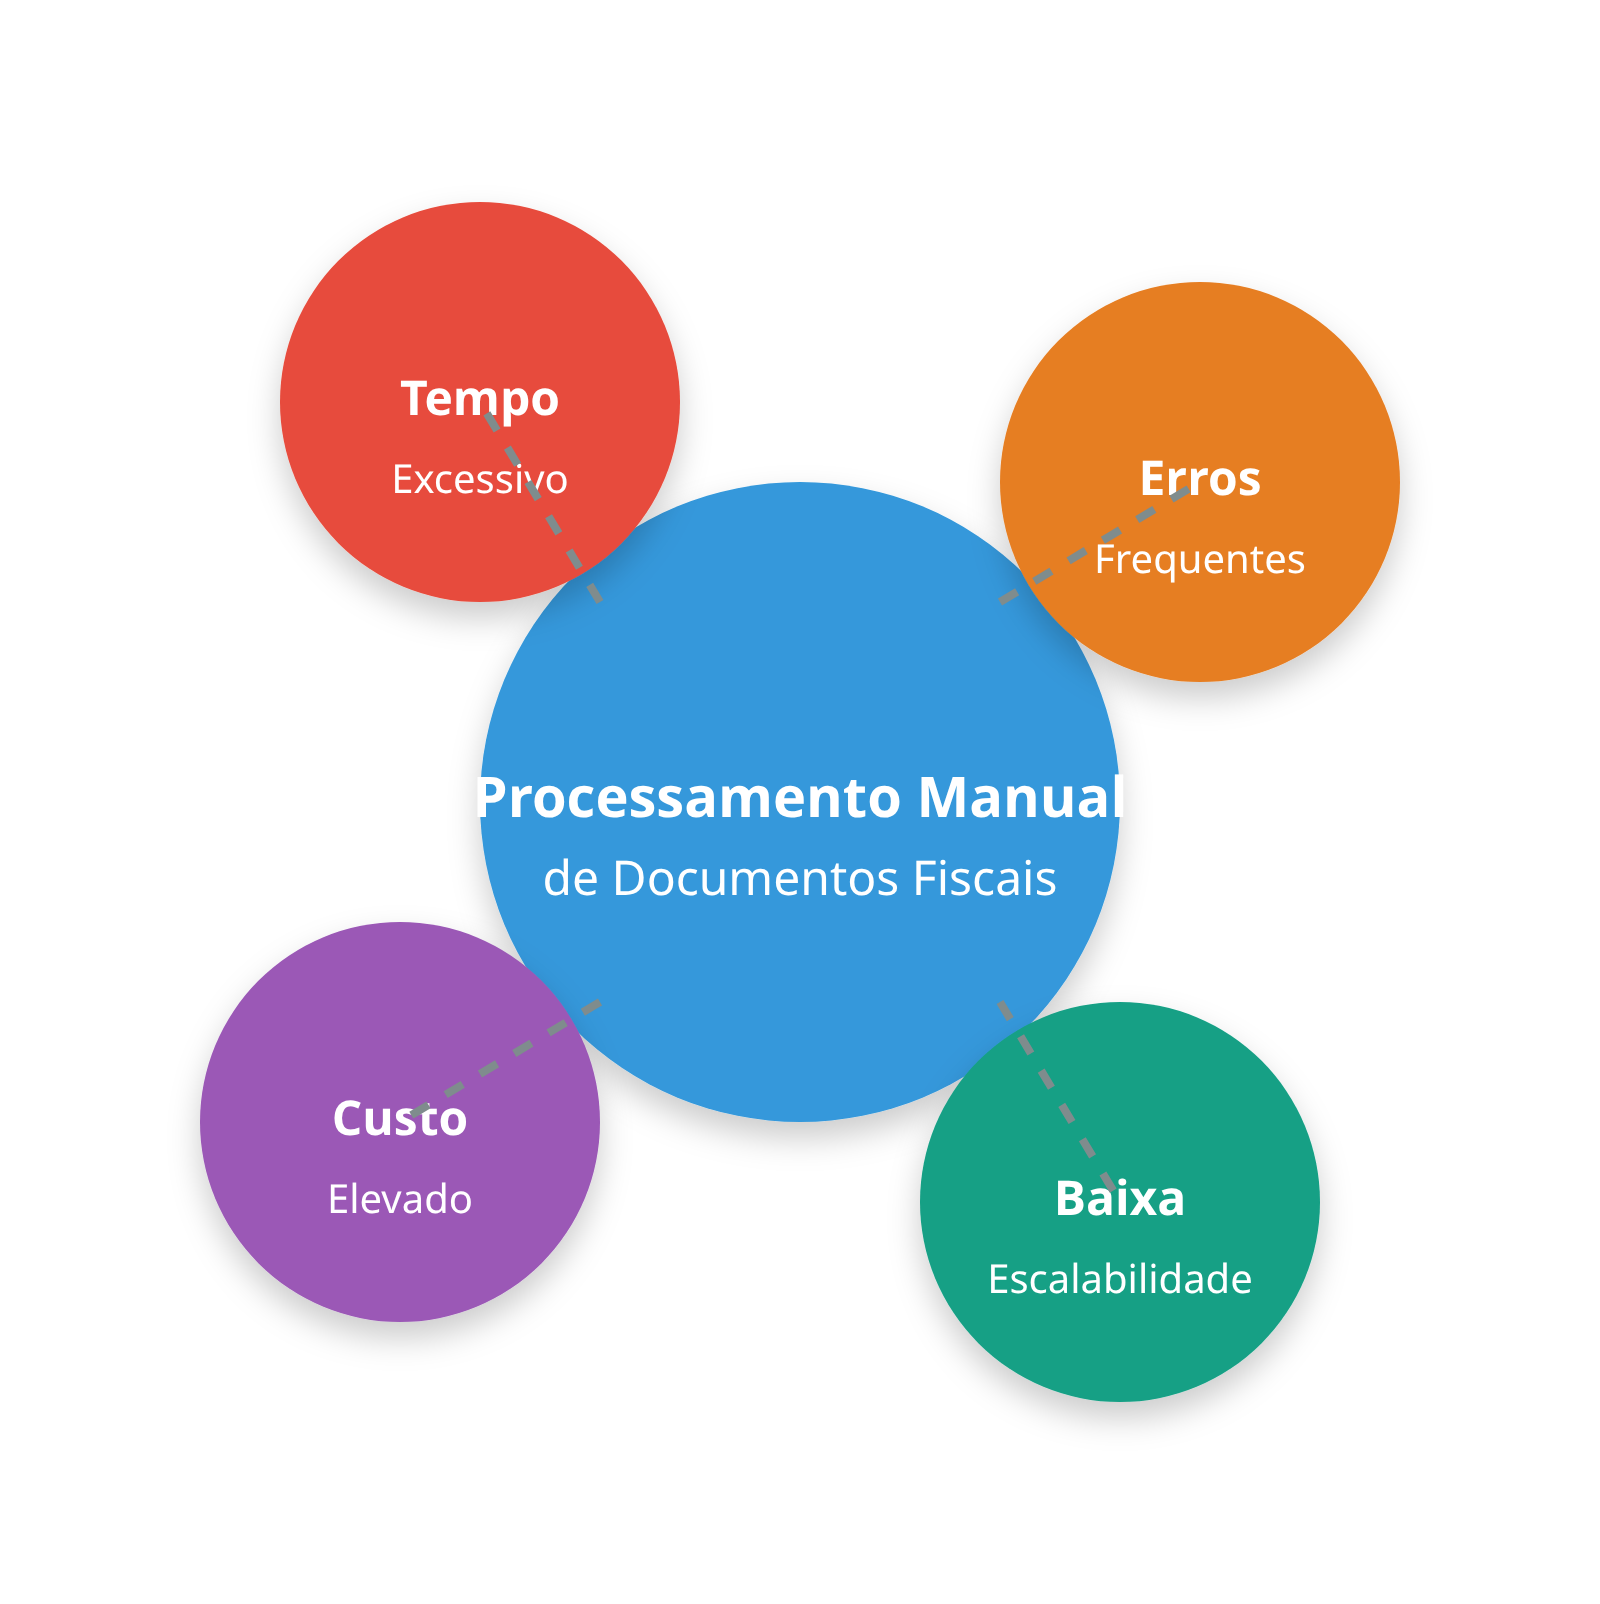 Tempo
Excessivo
Erros
Frequentes
Processamento Manual
de Documentos Fiscais
Custo
Elevado
Baixa
Escalabilidade